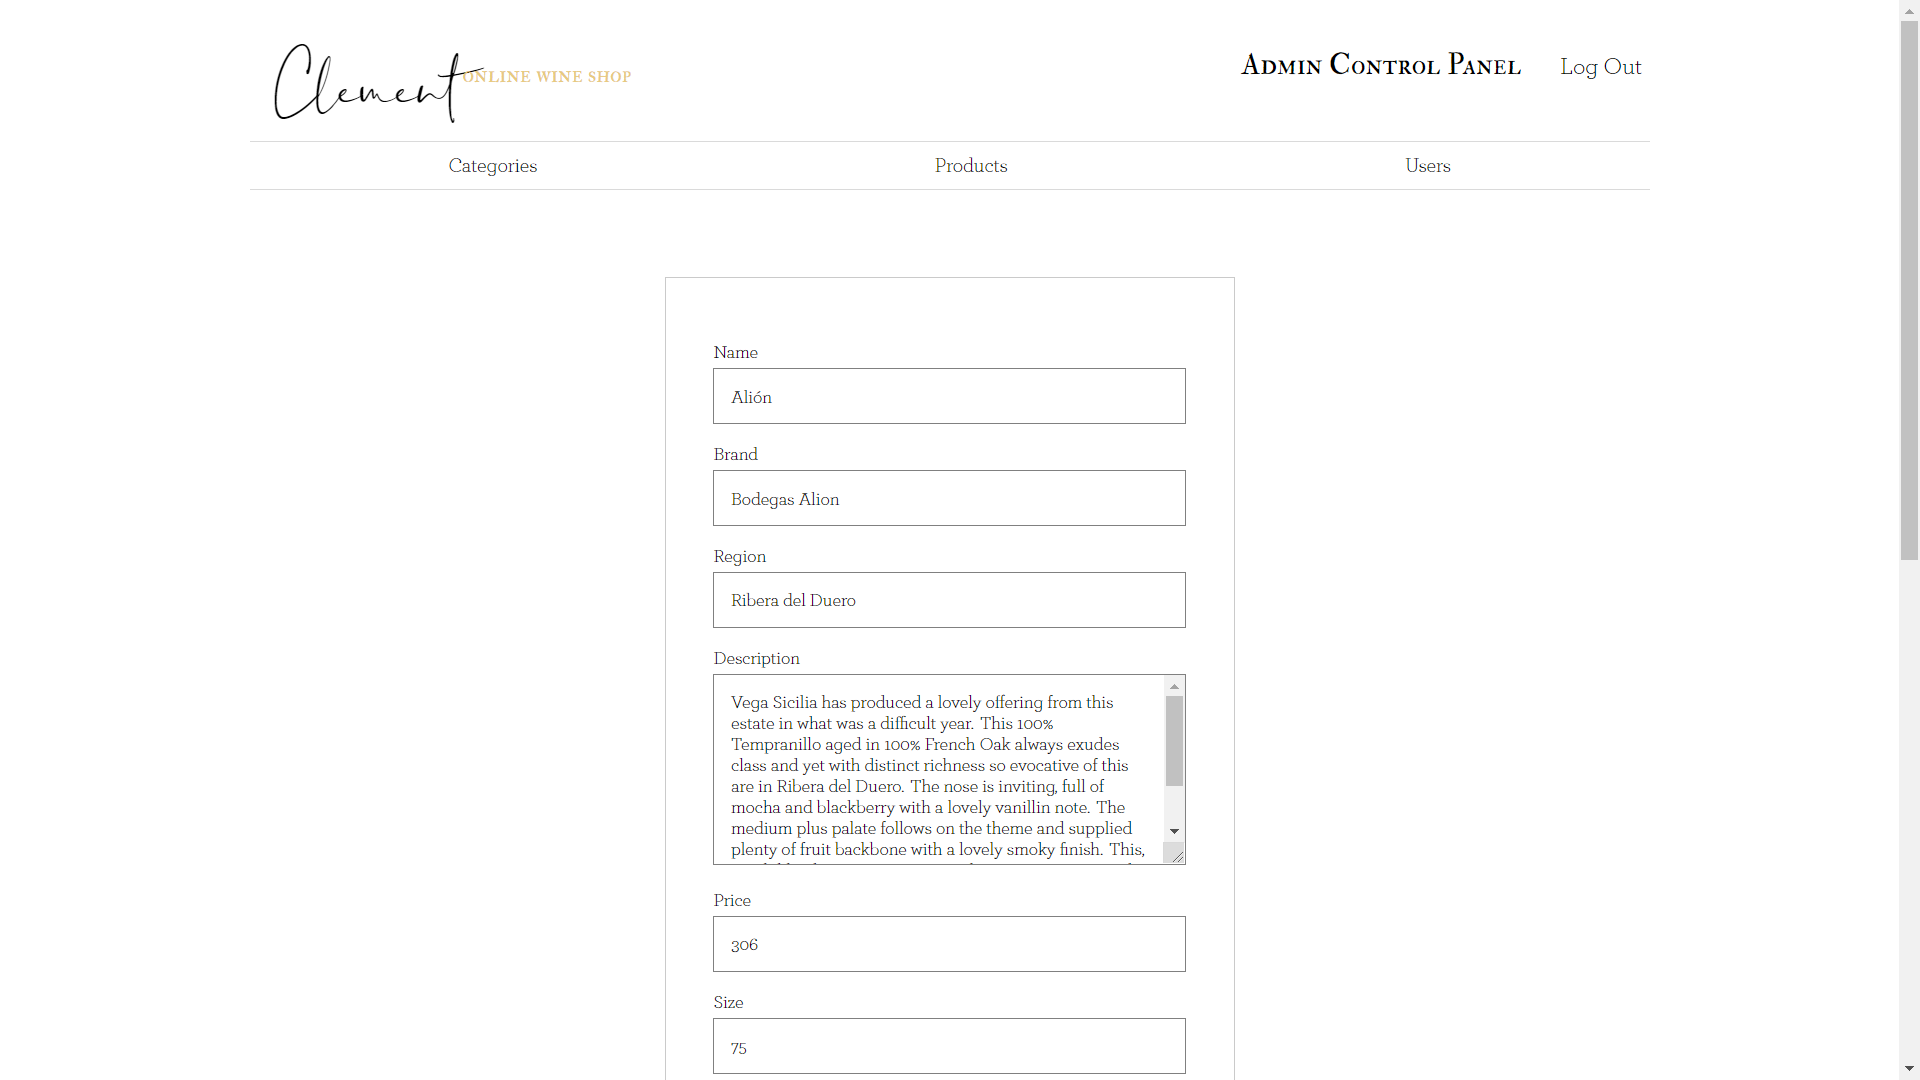 Clement ONLINE WINE SHOP
Admin Control Panel
Log Out
Categories
Products
Users
Name
Alión
Brand
Bodegas Alion
Region
Ribera del Duero
Description
Vega Sicilia has produced a lovely offering from this
estate in what was a difficult year. This 100%
Tempranillo aged in 100% French Oak always exudes
class and yet with distinct richness so evocative of this
are in Ribera del Duero. The nose is inviting, full of
mocha and blackberry with a lovely vanillin note. The
medium plus palate follows on the theme and supplied
plenty of fruit backbone with a lovely smoky finish. This,
Price
306
Size
75